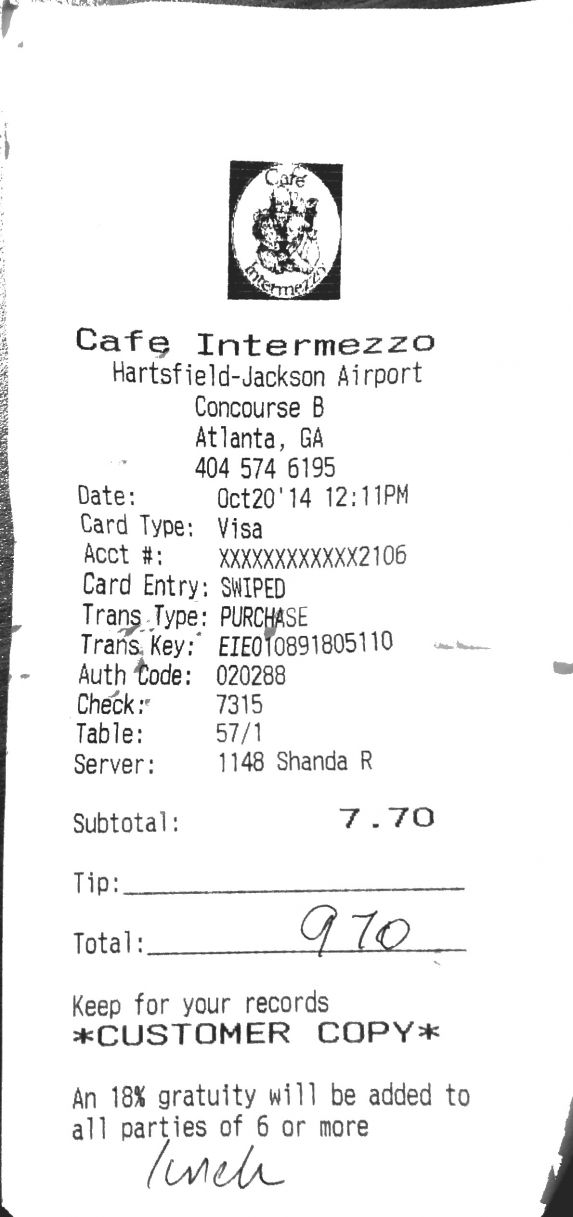 Café
Intermezzo
Cafe Intermezzo
Hartsfield-Jackson Airport
Concourse B
Atlanta, GA
404 574 6195
Date: Oct20'14 12:11PM
Card Type: Visa
Acct #: XXXXXXXXXXXX2106
Card Entry: SWIPED
Trans Type: PURCHASE
Trans Key: EIE010891805110
Auth Code: 020288
Check: 7315
Table: 57/1
Server: 1148 Shanda R
Subtotal: 7.70
Tip:
Total: 970
Keep for your records
*CUSTOMER COPY*
An 18% gratuity will be added to
all parties of 6 or more
lunch